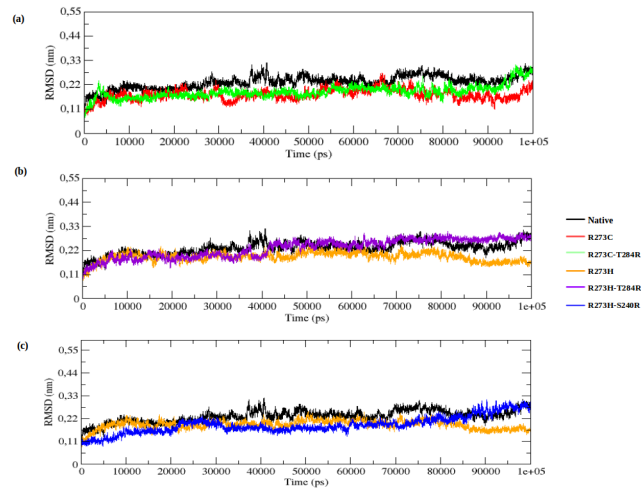 (a)
0,55
0,44
0,33
0,22
0,11
0
RMSD (nm)
0 10000 20000 30000 40000 50000 60000 70000 80000 90000 1e+05
Time (ps)
(b)
0,55
0,44
0,33
0,22
0,11
0
RMSD (nm)
0 10000 20000 30000 40000 50000 60000 70000 80000 90000 1e+05
Time (ps)
Native
R273C
R273C-T284R
R273H
R273H-T284R
R273H-S240R
(c)
0,55
0,44
0,33
0,22
0,11
0
RMSD (nm)
0 10000 20000 30000 40000 50000 60000 70000 80000 90000 1e+05
Time (ps)